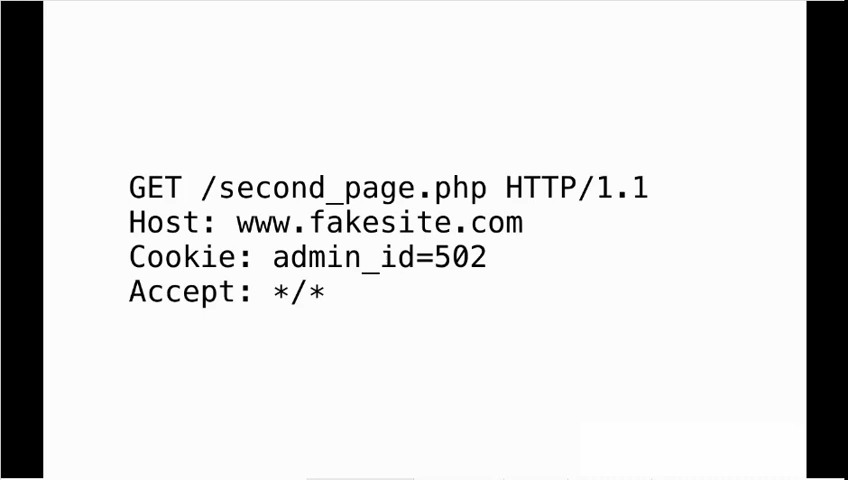 GET /second_page.php HTTP/1.1
Host: www.fakesite.com
Cookie: admin_id=502
Accept: */*